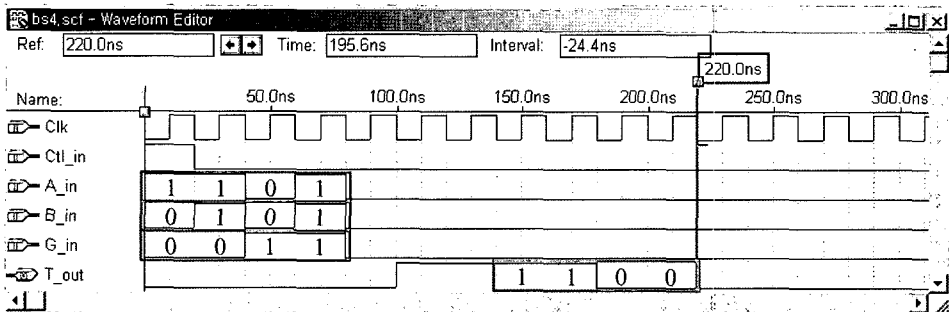 bs4.scf - Waveform Editor
Ref: 220.0ns Time: 195.6ns Interval: -24.4ns
220.0ns
Name: 50.0ns 100.0ns 150.0ns 200.0ns 250.0ns 300.0ns
Clk
Ctl_in
A_in 1 1 0 1
B_in 0 1 0 1
G_in 0 0 1 1
T_out 1 1 0 0